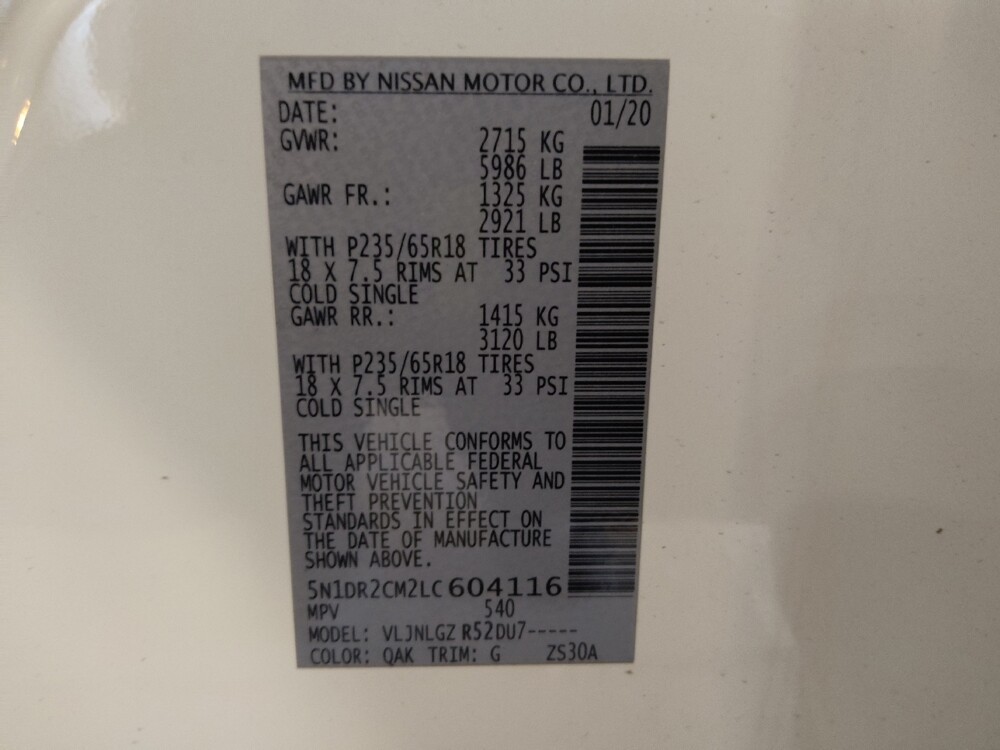 MFD BY NISSAN MOTOR CO., LTD.
DATE: 01/20
GVWR: 2715 KG
5986 LB
GAWR FR.: 1325 KG
2921 LB
WITH P235/65R18 TIRES
18 X 7.5 RIMS AT 33 PSI
COLD SINGLE
GAWR RR.: 1415 KG
3120 LB
WITH P235/65R18 TIRES
18 X 7.5 RIMS AT 33 PSI
COLD SINGLE
THIS VEHICLE CONFORMS TO
ALL APPLICABLE FEDERAL
MOTOR VEHICLE SAFETY AND
THEFT PREVENTION
STANDARDS IN EFFECT ON
THE DATE OF MANUFACTURE
SHOWN ABOVE.
5N1DR2CM2LC604116
MPV 540
MODEL: VLJNLGZ R52DU7-----
COLOR: QAK TRIM: G ZS30A